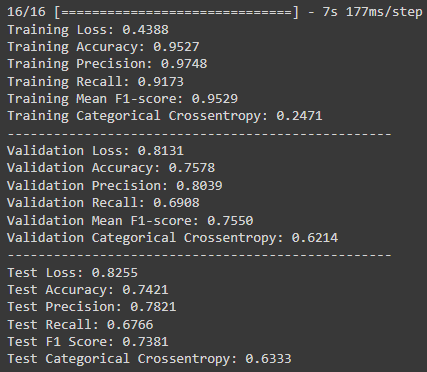 16/16 [==============================] - 7s 177ms/step
Training Loss: 0.4388
Training Accuracy: 0.9527
Training Precision: 0.9748
Training Recall: 0.9173
Training Mean F1-score: 0.9529
Training Categorical Crossentropy: 0.2471
--------------------------------------------------
Validation Loss: 0.8131
Validation Accuracy: 0.7578
Validation Precision: 0.8039
Validation Recall: 0.6908
Validation Mean F1-score: 0.7550
Validation Categorical Crossentropy: 0.6214
--------------------------------------------------
Test Loss: 0.8255
Test Accuracy: 0.7421
Test Precision: 0.7821
Test Recall: 0.6766
Test F1 Score: 0.7381
Test Categorical Crossentropy: 0.6333